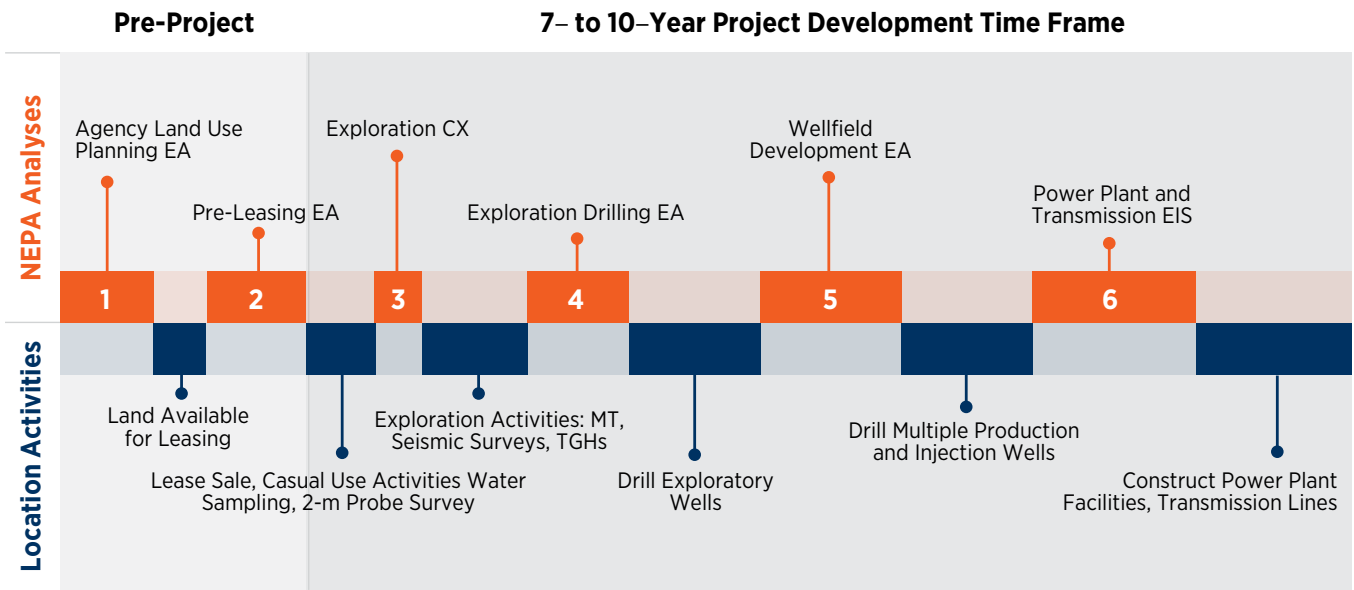 Pre-Project
7– to 10–Year Project Development Time Frame
NEPA Analyses
Agency Land Use
Planning EA
Pre-Leasing EA
Exploration CX
Exploration Drilling EA
Wellfield
Development EA
Power Plant and
Transmission EIS
1
2
3
4
5
6
Location Activities
Land Available
for Leasing
Lease Sale, Casual Use Activities Water
Sampling, 2-m Probe Survey
Exploration Activities: MT,
Seismic Surveys, TGHs
Drill Exploratory
Wells
Drill Multiple Production
and Injection Wells
Construct Power Plant
Facilities, Transmission Lines